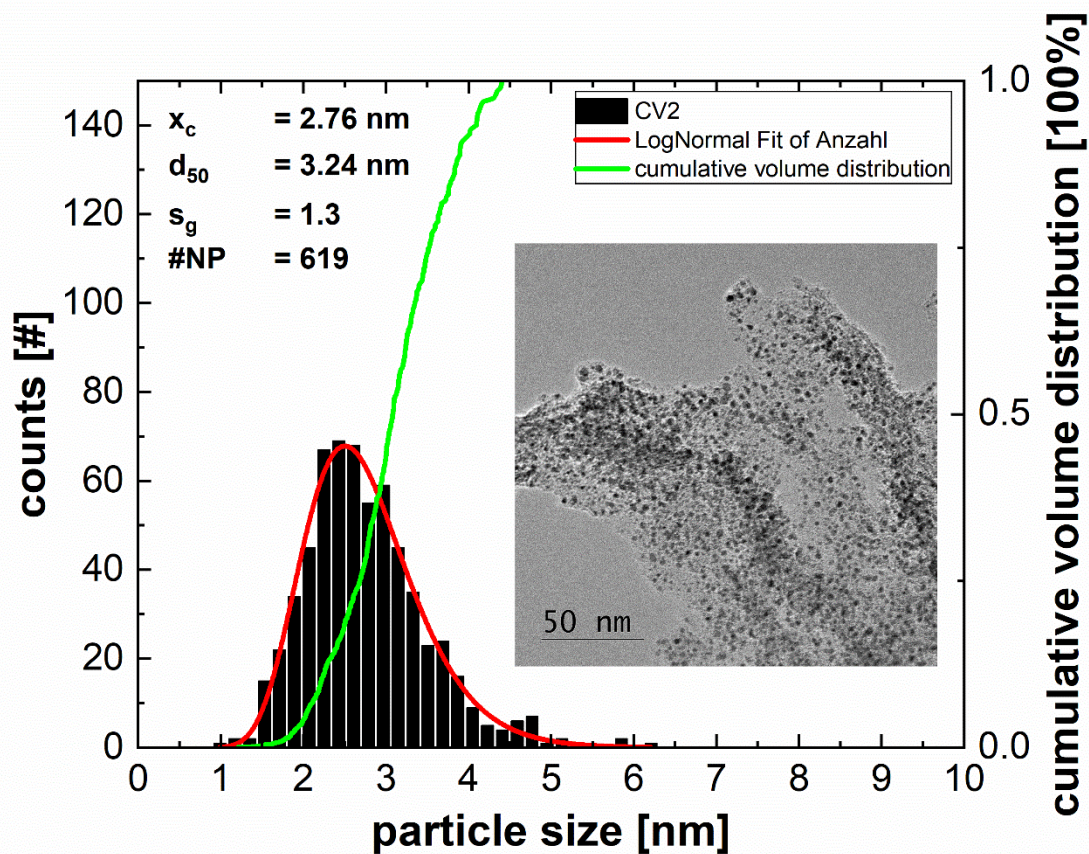 x_c = 2.76 nm
d_50 = 3.24 nm
s_g = 1.3
#NP = 619
CV2
LogNormal Fit of Anzahl
cumulative volume distribution
50 nm
counts [#]
140
120
100
80
60
40
20
0
cumulative volume distribution [100%]
1.0
0.5
0.0
0 1 2 3 4 5 6 7 8 9 10
particle size [nm]